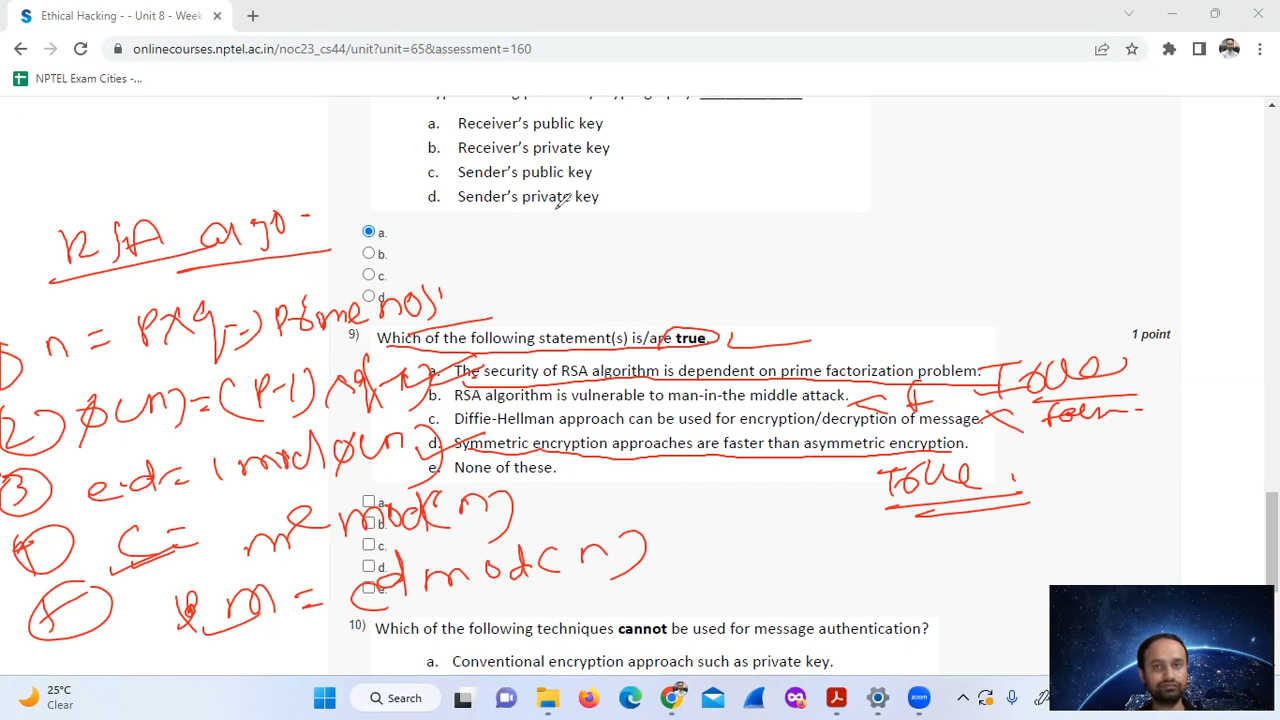 Ethical Hacking - - Unit 8 - Week
onlinecourses.nptel.ac.in/noc23_cs44/unit?unit=65&assessment=160
NPTEL Exam Cities -...
a. Receiver's public key
b. Receiver's private key
c. Sender's public key
d. Sender's private key
a.
b.
c.
d.
RSA algo
9) Which of the following statement(s) is/are true.
1 point
a. The security of RSA algorithm is dependent on prime factorization problem.
b. RSA algorithm is vulnerable to man-in-the middle attack.
c. Diffie-Hellman approach can be used for encryption/decryption of message.
d. Symmetric encryption approaches are faster than asymmetric encryption.
e. None of these.
True
True
a.
b.
c.
d.
e.
① n = p×q => Prime nos
② φ(n) = (p-1)(q-1)
③ e.d = 1 mod φ(n)
④ C = m^e mod(n)
m = c^d mod(n)
10) Which of the following techniques cannot be used for message authentication?
a. Conventional encryption approach such as private key.
25°C
Clear
Search